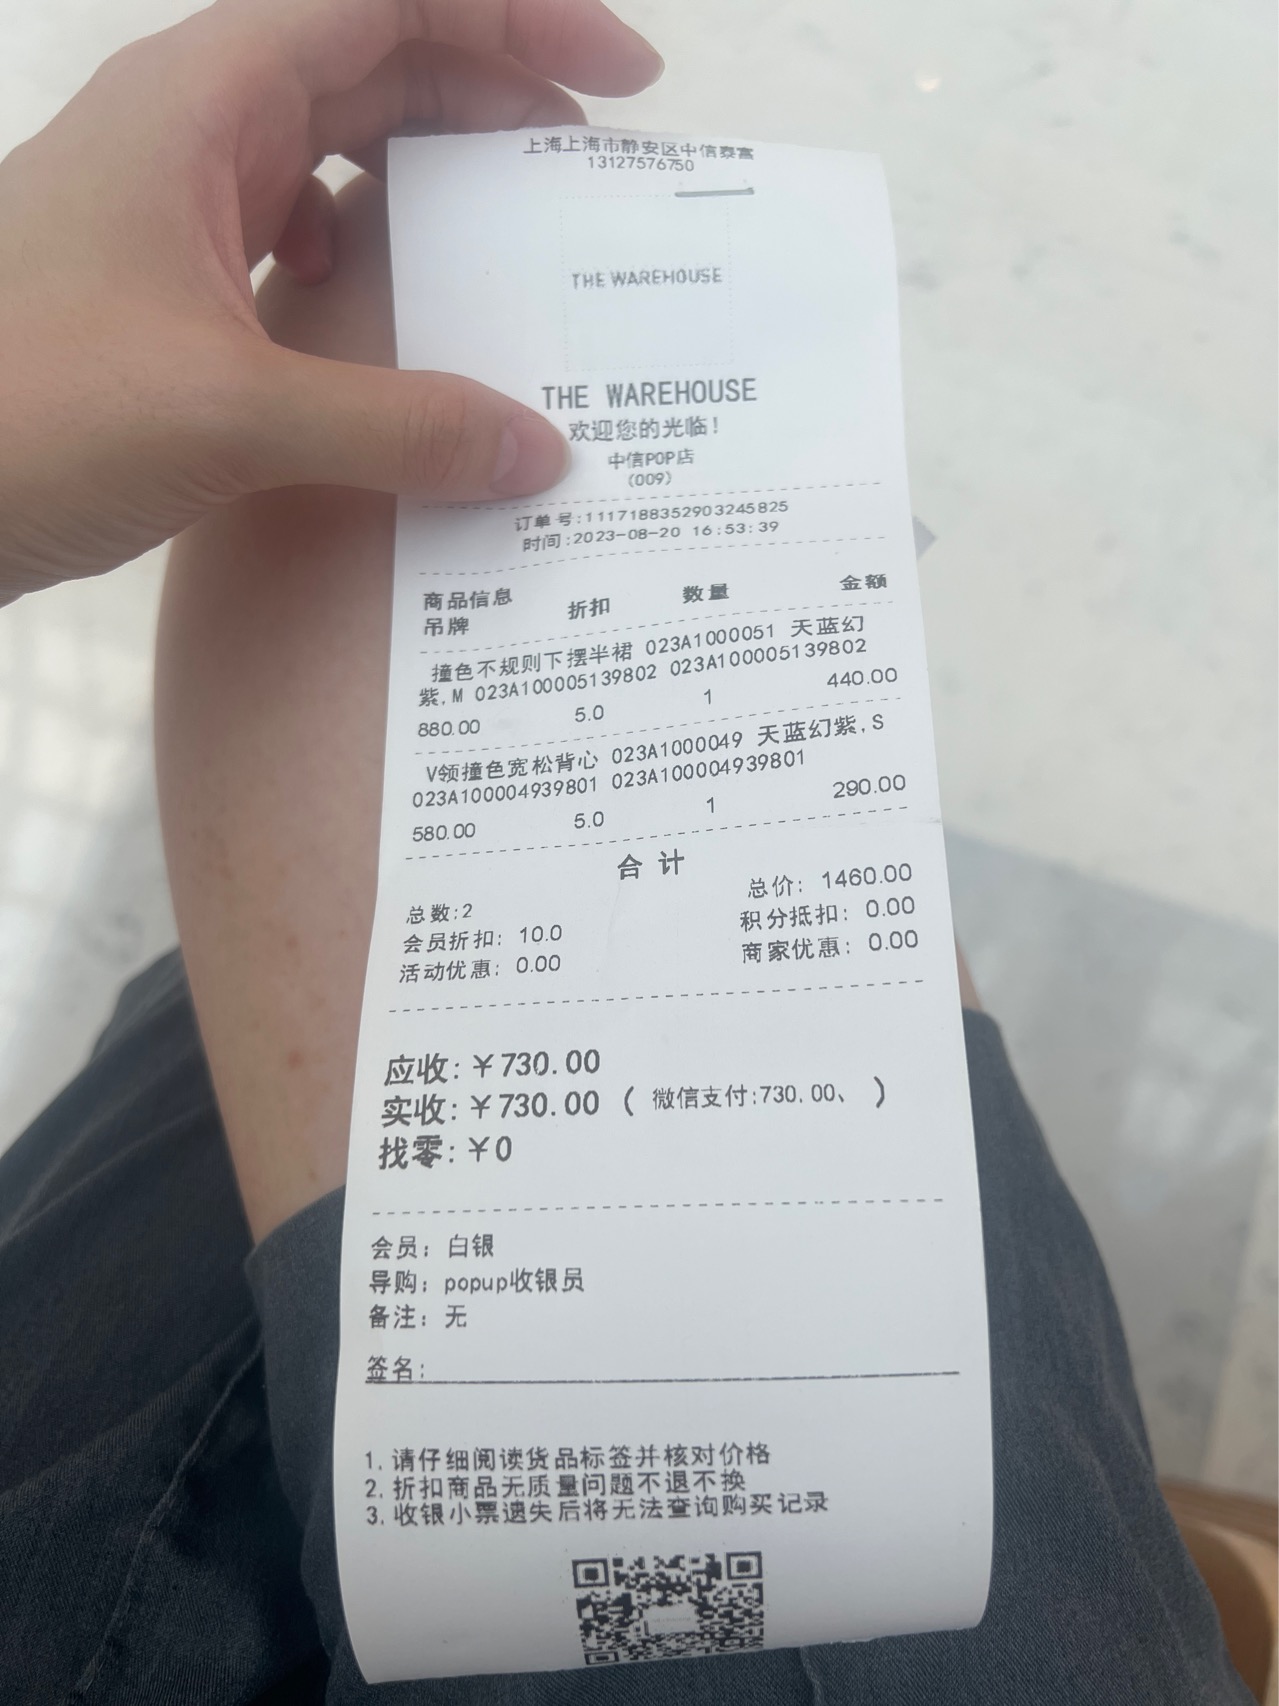 上海上海市静安区中信泰富
13127576750
THE WAREHOUSE
THE WAREHOUSE
欢迎您的光临！
中信POP店
(009)
订单号:1117188352903245825
时间:2023-08-20 16:53:39
商品信息
吊牌 折扣 数量 金额
撞色不规则下摆半裙 023A1000051 天蓝幻
紫,M 023A100005139802 023A100005139802
880.00 5.0 1 440.00
V领撞色宽松背心 023A1000049 天蓝幻紫,S
023A100004939801 023A100004939801
580.00 5.0 1 290.00
合 计
总数:2 总价: 1460.00
会员折扣: 10.0 积分抵扣: 0.00
活动优惠: 0.00 商家优惠: 0.00
应收:￥730.00
实收:￥730.00 ( 微信支付:730.00、 )
找零:￥0
会员: 白银
导购: popup收银员
备注: 无
签名:
1. 请仔细阅读货品标签并核对价格
2. 折扣商品无质量问题不退不换
3. 收银小票遗失后将无法查询购买记录